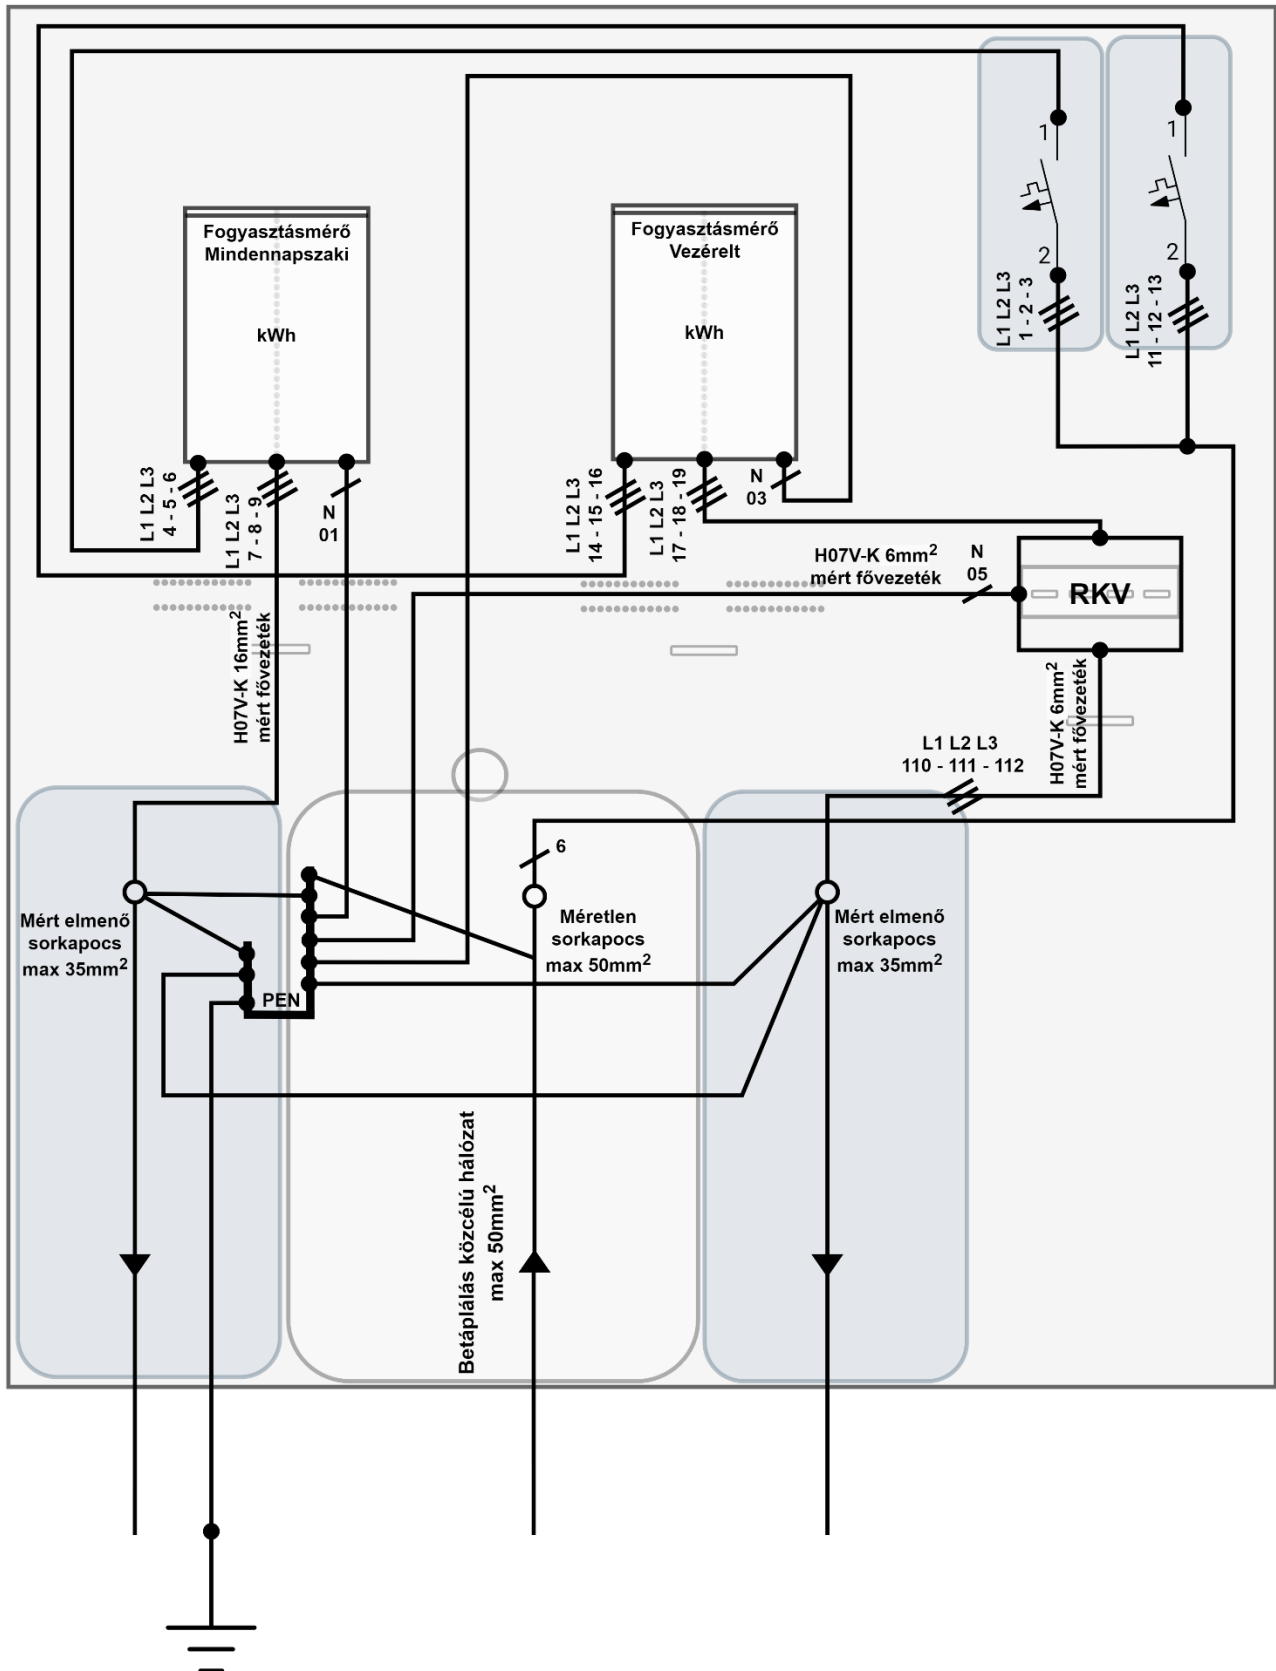 1
1
2
2
L1 L2 L3
1 - 2 - 3
L1 L2 L3
11 - 12 - 13
Fogyasztásmérő
Mindennapszaki
kWh
Fogyasztásmérő
Vezérelt
kWh
L1 L2 L3
4 - 5 - 6
L1 L2 L3
7 - 8 - 9
N
01
L1 L2 L3
14 - 15 - 16
L1 L2 L3
17 - 18 - 19
N
03
H07V-K 6mm²
mért fővezeték
N
05
RKV
H07V-K 16mm²
mért fővezeték
H07V-K 6mm²
mért fővezeték
L1 L2 L3
110 - 111 - 112
6
Mért elmenő
sorkapocs
max 35mm²
PEN
Méretlen
sorkapocs
max 50mm²
Mért elmenő
sorkapocs
max 35mm²
Betáplálás közcélú hálózat
max 50mm²